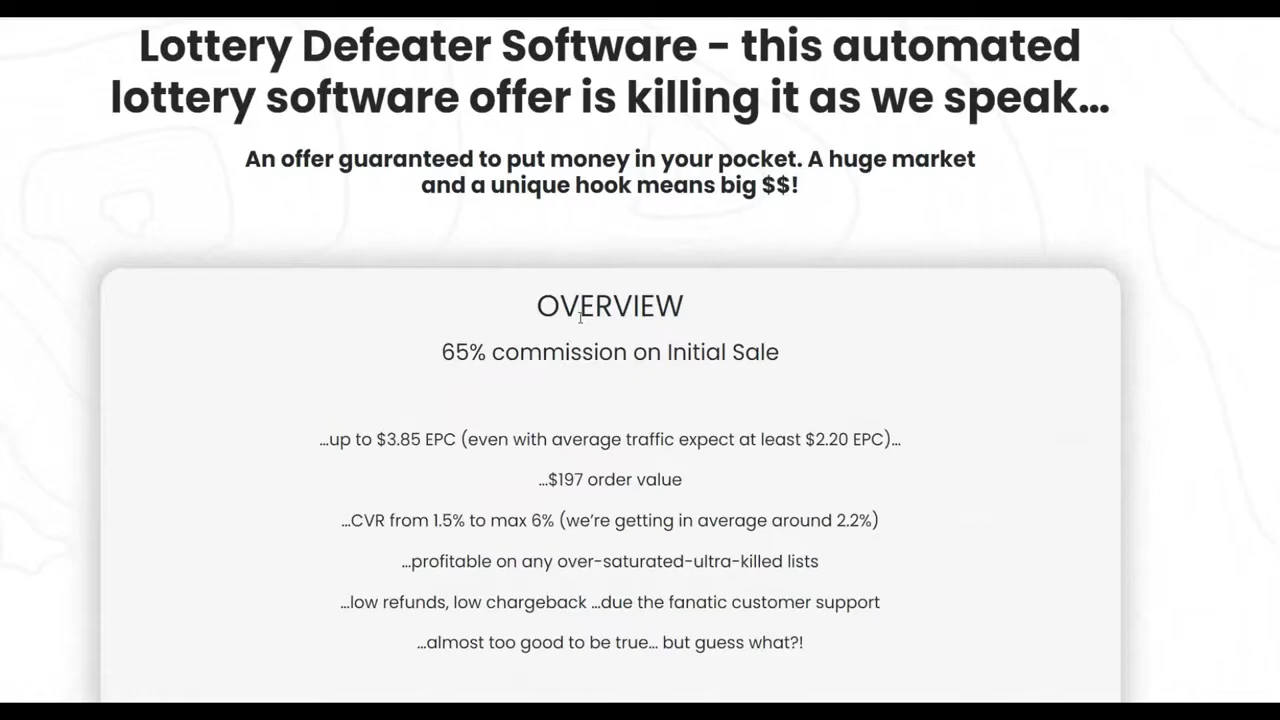 Lottery Defeater Software - this automated
lottery software offer is killing it as we speak...
An offer guaranteed to put money in your pocket. A huge market
and a unique hook means big $$!
OVERVIEW
65% commission on Initial Sale
...up to $3.85 EPC (even with average traffic expect at least $2.20 EPC)...
...$197 order value
...CVR from 1.5% to max 6% (we're getting in average around 2.2%)
...profitable on any over-saturated-ultra-killed lists
...low refunds, low chargeback ...due the fanatic customer support
...almost too good to be true... but guess what?!